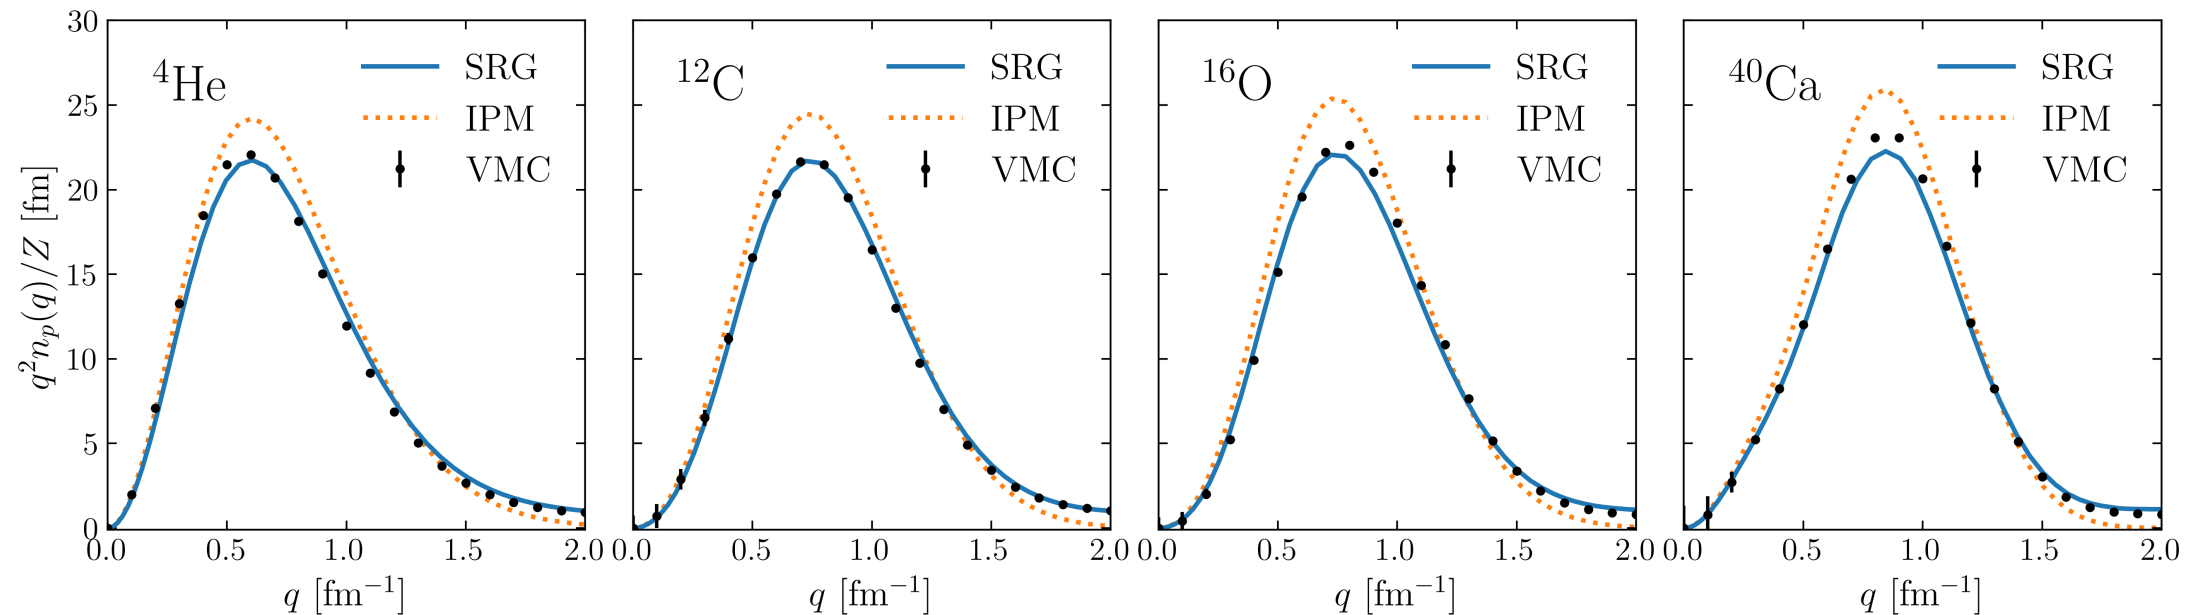 q²nₚ(q)/Z [fm]
30
25
20
15
10
5
0
⁴He
SRG
IPM
VMC
0.0 0.5 1.0 1.5 2.0
q [fm⁻¹]
¹²C
SRG
IPM
VMC
0.0 0.5 1.0 1.5 2.0
q [fm⁻¹]
¹⁶O
SRG
IPM
VMC
0.0 0.5 1.0 1.5 2.0
q [fm⁻¹]
⁴⁰Ca
SRG
IPM
VMC
0.0 0.5 1.0 1.5 2.0
q [fm⁻¹]